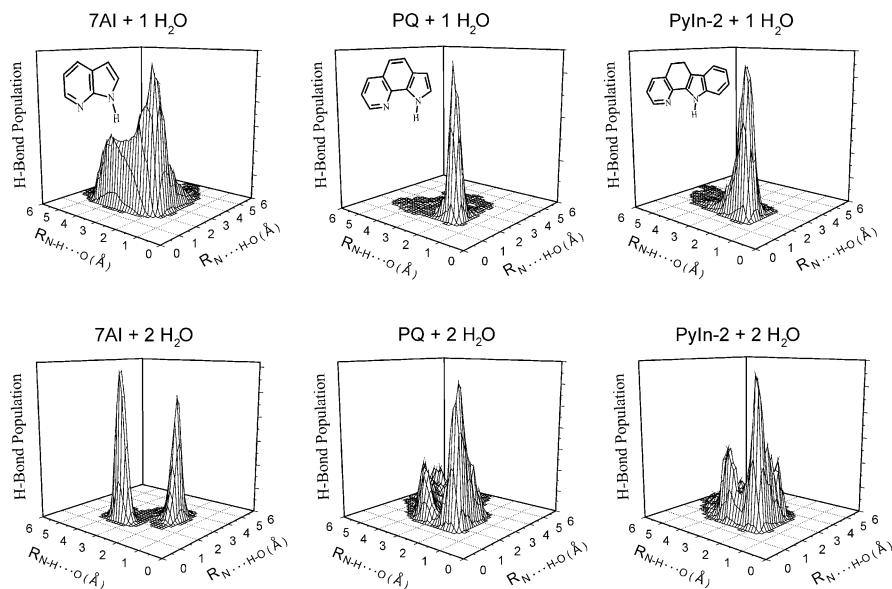 7AI + 1 H2O
PQ + 1 H2O
PyIn-2 + 1 H2O
H-Bond Population
N
N
H
6 5 4 3 2 1 0
0 1 2 3 4 5 6
RN-H···O(Å)
RN···H-O(Å)
H-Bond Population
N
N
H
6 5 4 3 2 1 0
0 1 2 3 4 5 6
RN-H···O(Å)
RN···H-O(Å)
H-Bond Population
N
N
H
6 5 4 3 2 1 0
0 1 2 3 4 5 6
RN-H···O(Å)
RN···H-O(Å)
7AI + 2 H2O
PQ + 2 H2O
PyIn-2 + 2 H2O
H-Bond Population
6 5 4 3 2 1 0
0 1 2 3 4 5 6
RN-H···O(Å)
RN···H-O(Å)
H-Bond Population
6 5 4 3 2 1 0
0 1 2 3 4 5 6
RN-H···O(Å)
RN···H-O(Å)
H-Bond Population
6 5 4 3 2 1 0
0 1 2 3 4 5 6
RN-H···O(Å)
RN···H-O(Å)